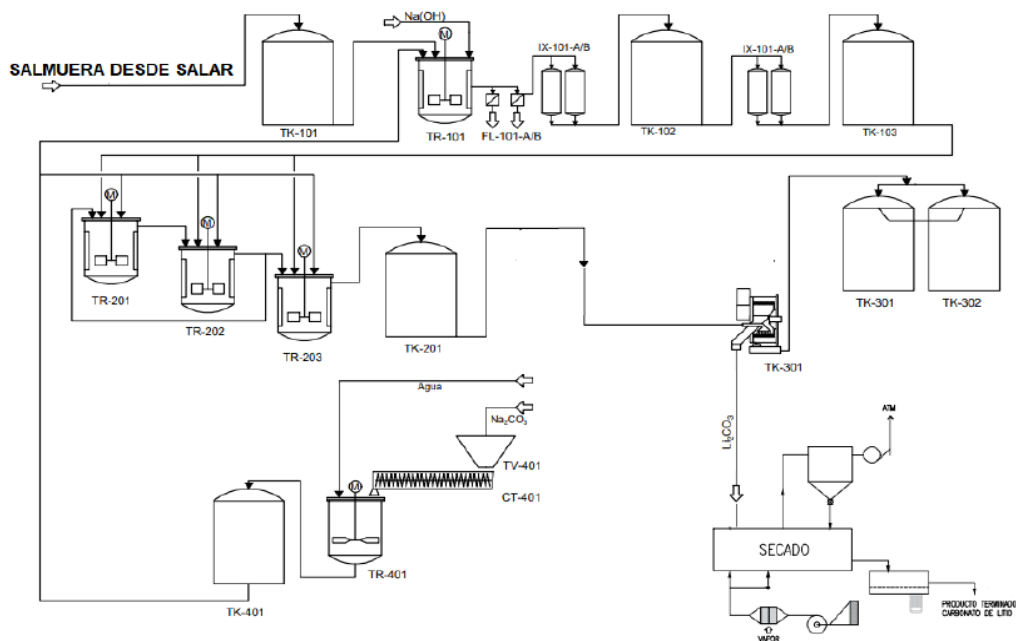 Na(OH)
M
SALMUERA DESDE SALAR
IX-101-A/B
IX-101-A/B
TK-101
TR-101
FL-101-A/B
TK-102
TK-103
M
M
M
TR-201
TR-202
TR-203
TK-201
TK-301
TK-302
TK-301
Agua
Na₂CO₃
TV-401
CT-401
M
TR-401
TK-401
Li₂CO₃
ATM
SECADO
VAPOR
PRODUCTO TERMINADO
CARBONATO DE LITIO